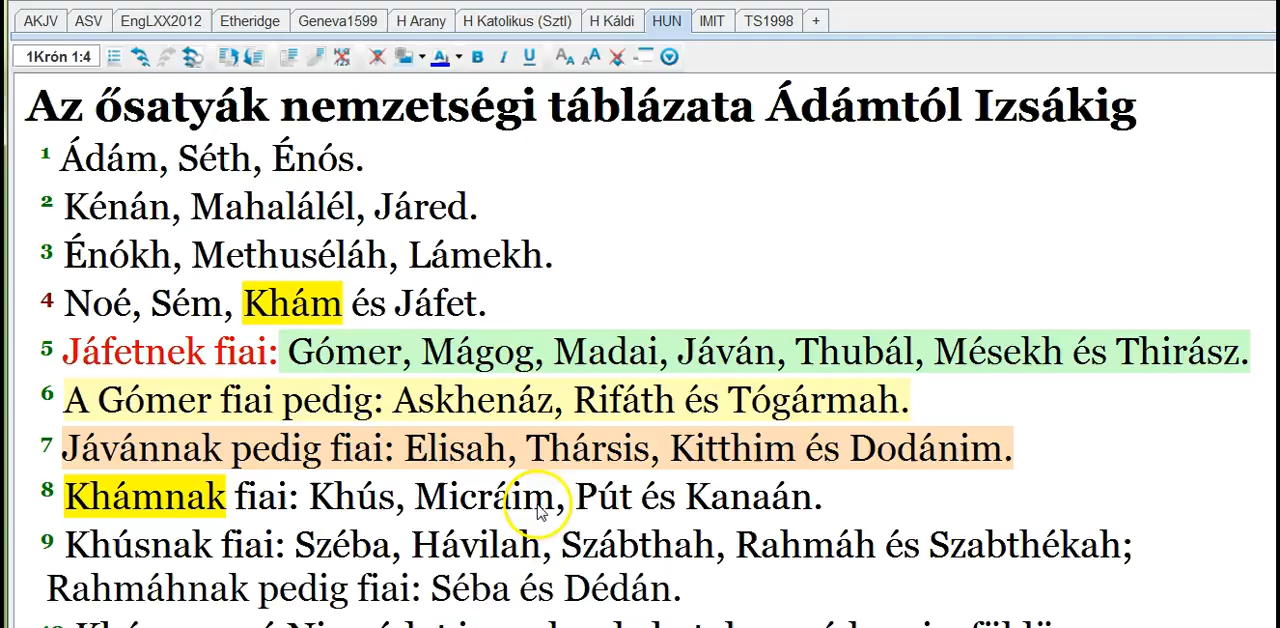 AKJV ASV EngLXX2012 Etheridge Geneva1599 H Arany H Katolikus (Sztl) H Káldi HUN IMIT TS1998 +
1Krón 1:4
Az ősatyák nemzetségi táblázata Ádámtól Izsákig
1 Ádám, Séth, Énós.
2 Kénán, Mahalálél, Járed.
3 Énókh, Methuséláh, Lámekh.
4 Noé, Sém, Khám és Jáfet.
5 Jáfetnek fiai: Gómer, Mágog, Madai, Jáván, Thubál, Mésekh és Thirász.
6 A Gómer fiai pedig: Askhenáz, Rifáth és Tógármah.
7 Jávánnak pedig fiai: Elisah, Thársis, Kitthim és Dodánim.
8 Khámnak fiai: Khús, Micráim, Pút és Kanaán.
9 Khúsnak fiai: Széba, Hávilah, Szábthah, Rahmáh és Szabthékah;
Rahmáhnak pedig fiai: Séba és Dédán.